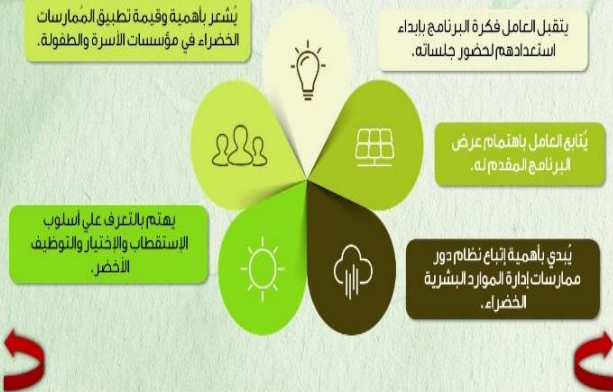 يتقبل العامل فكرة البرنامج بإبداء
استعدادهم لحضور جلساته.
يُشعر بأهمية وقيمة تطبيق المُمارسات
الخضراء في مؤسسات الأسرة والطفولة.
يُتابع العامل باهتمام عرض
البرنامج المقدم له.
يهتم بالتعرف علي أسلوب
الإستقطاب والإختيار والتوظيف
الأخضر.
يُبدي بأهمية إتباع نظام دور
ممارسات إدارة الموارد البشرية
الخضراء.